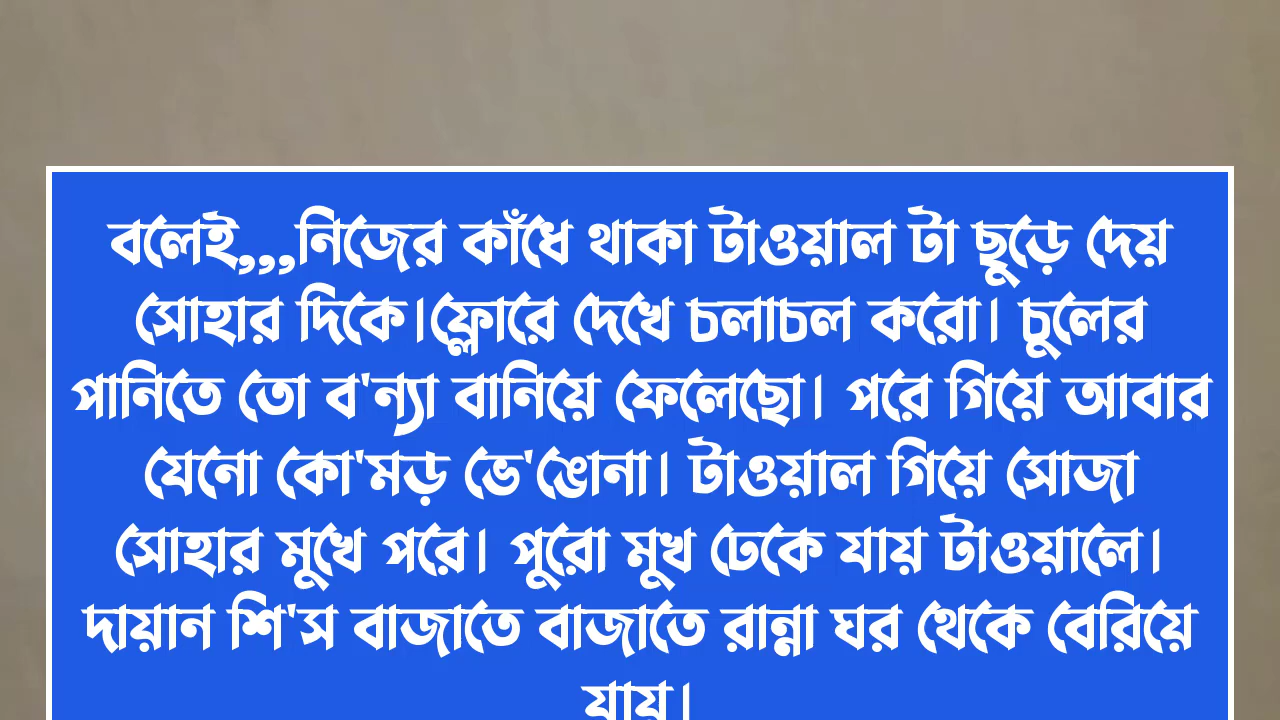 বলেই,,,নিজের কাঁধে থাকা টাওয়াল টা ছুড়ে দেয়
সোহার দিকে।ফ্লোরে দেখে চলাচল করো। চুলের
পানিতে তো ব'ন্যা বানিয়ে ফেলেছো। পরে গিয়ে আবার
যেনো কো'মড় ভে'ঙোনা। টাওয়াল গিয়ে সোজা
সোহার মুখে পরে। পুরো মুখ ঢেকে যায় টাওয়ালে।
দায়ান শি'স বাজাতে বাজাতে রান্না ঘর থেকে বেরিয়ে
যায়।